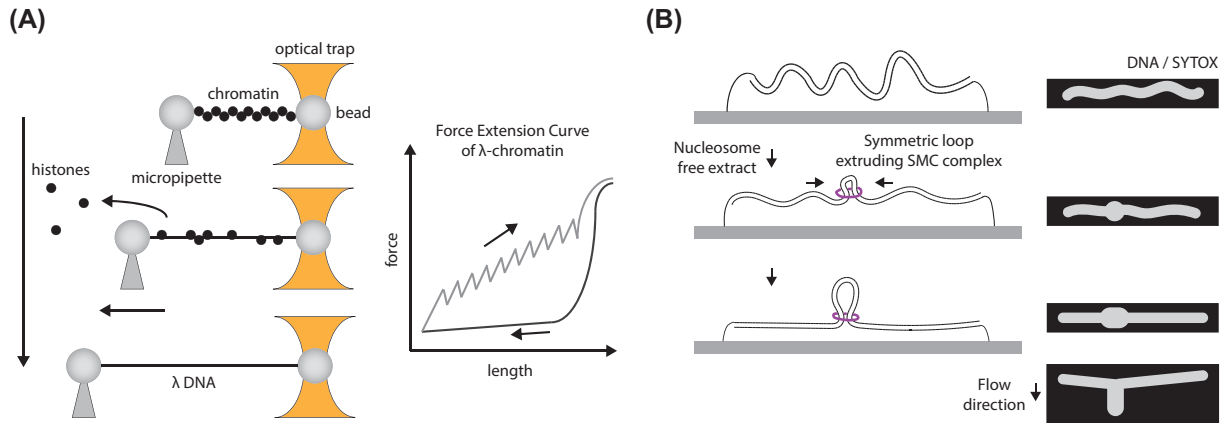 (A)
optical trap
chromatin
bead
histones
micropipette
λ DNA
Force Extension Curve
of λ-chromatin
force
length
(B)
DNA / SYTOX
Nucleosome
free extract
Symmetric loop
extruding SMC complex
Flow
direction